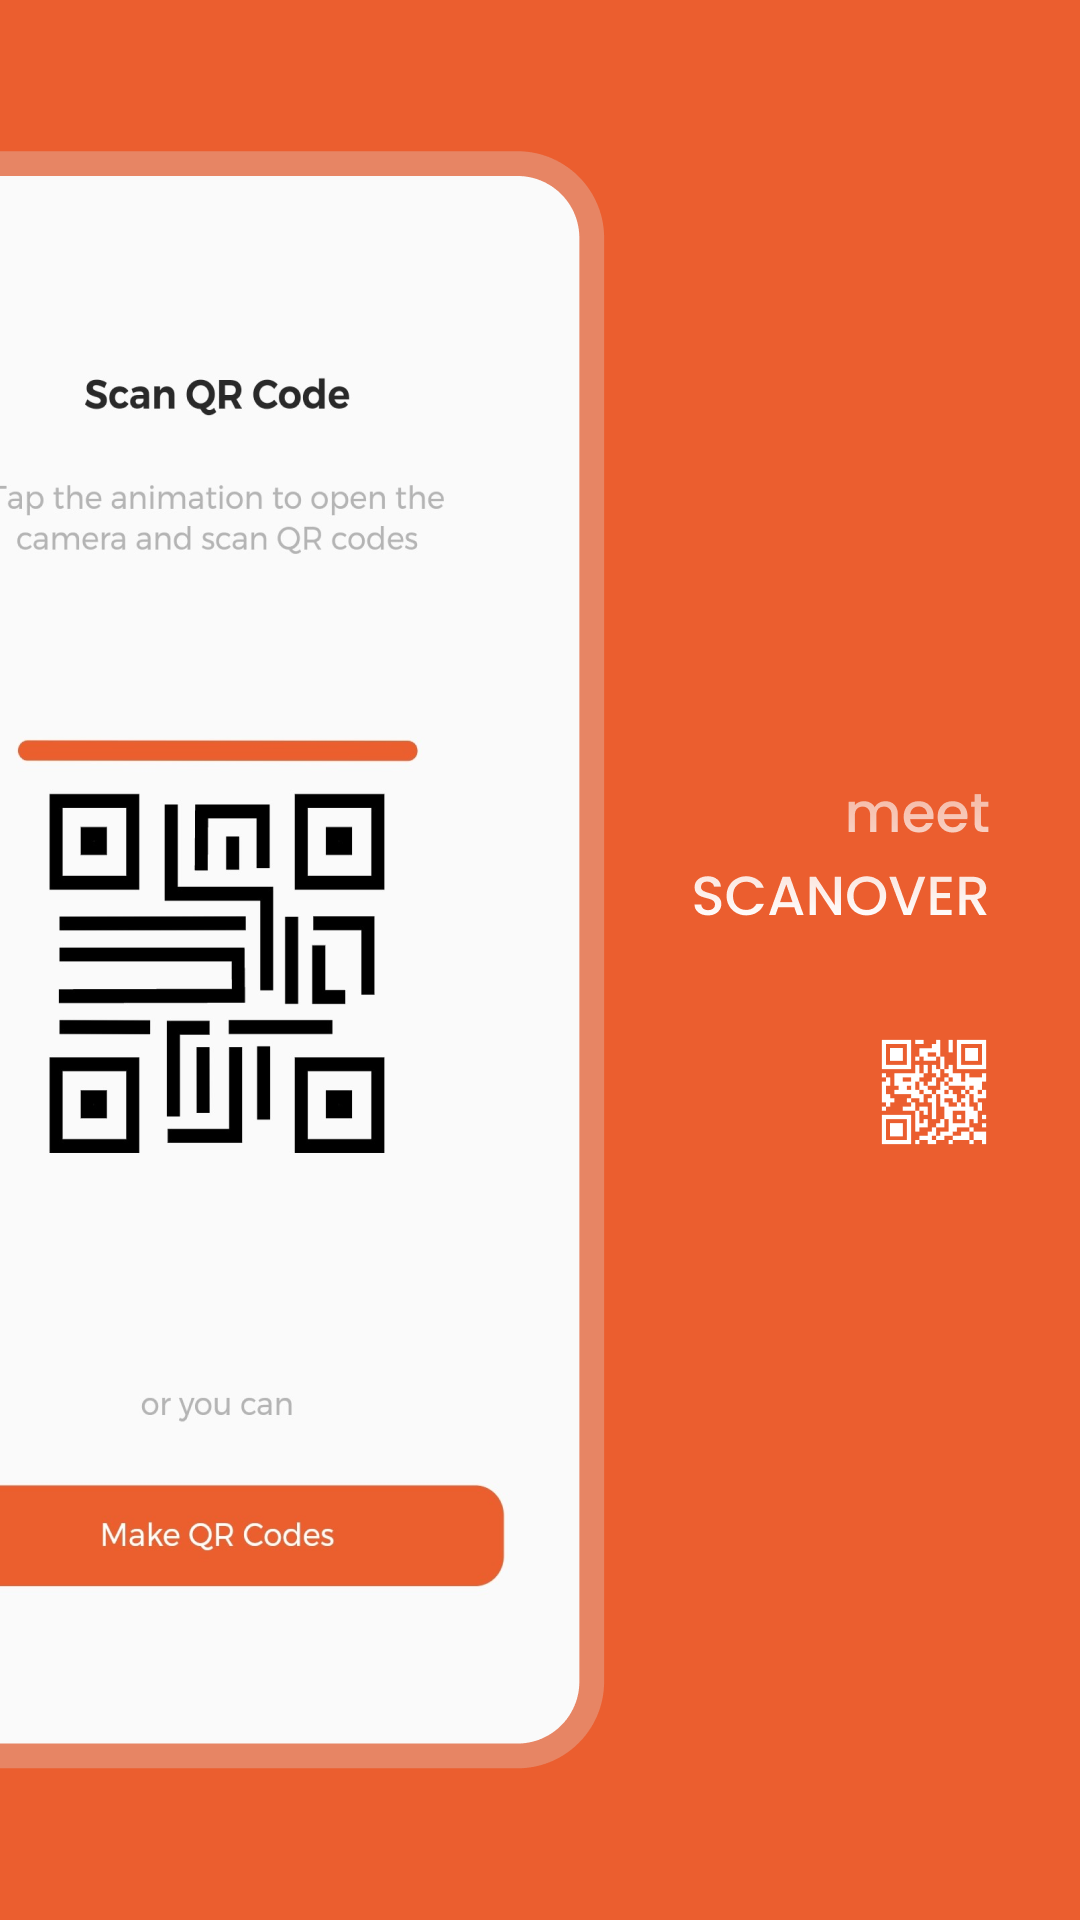 Scan QR Code
Tap the animation to open the
camera and scan QR codes
or you can
Make QR Codes
meet
SCANOVER